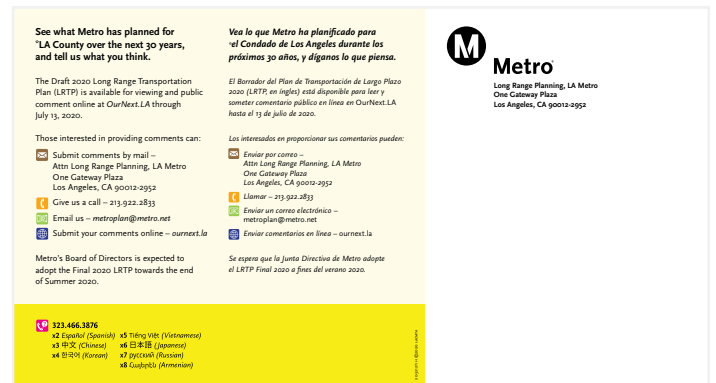 See what Metro has planned for
LA County over the next 30 years,
and tell us what you think.
The Draft 2020 Long Range Transportation
Plan (LRTP) is available for viewing and public
comment online at OurNext.LA through
July 13, 2020.
Those interested in providing comments can:
Submit comments by mail –
Attn Long Range Planning, LA Metro
One Gateway Plaza
Los Angeles, CA 90012-2952
Give us a call – 213.922.2833
Email us – metroplan@metro.net
Submit your comments online – ournext.la
Metro's Board of Directors is expected to
adopt the Final 2020 LRTP towards the end
of Summer 2020.
Vea lo que Metro ha planificado para
el Condado de Los Angeles durante los
próximos 30 años, y díganos lo que piensa.
El Borrador del Plan de Transportación de Largo Plazo
2020 (LRTP, en íngles) está disponible para leer y
someter comentario público en línea en OurNext.LA
hasta el 13 de julio de 2020.
Los interesados en proporcionar sus comentarios pueden:
Enviar por correo –
Attn Long Range Planning, LA Metro
One Gateway Plaza
Los Angeles, CA 90012-2952
Llamar – 213.922.2833
Enviar un correo electrónico –
metroplan@metro.net
Enviar comentarios en línea – ournext.la
Se espera que la Junta Directiva de Metro adopte
el LRTP Final 2020 a fines del verano 2020.
323.466.3876
x2 Español (Spanish)
x3 中文 (Chinese)
x4 한국어 (Korean)
x5 Tiếng Việt (Vietnamese)
x6 日本語 (Japanese)
x7 русский (Russian)
x8 Հայերէն (Armenian)
M
Metro
Long Range Planning, LA Metro
One Gateway Plaza
Los Angeles, CA 90012-2952